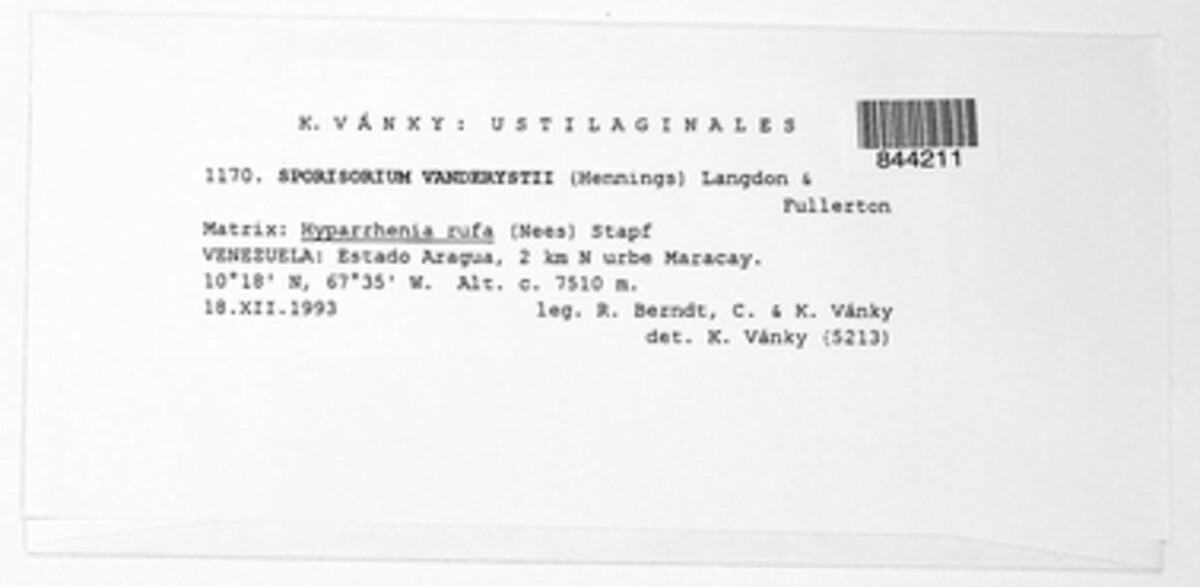 K. VÁNKY: USTILAGINALES
844211
1170. SPORISORIUM VANDERYSTII (Hennings) Langdon &
Fullerton
Matrix: Hyparrhenia rufa (Nees) Stapf
VENEZUELA: Estado Aragua, 2 km N urbe Maracay.
10°18' N, 67°35' W. Alt. c. 7510 m.
18.XII.1993 leg. R. Berndt, C. & K. Vánky
det. K. Vánky (5213)